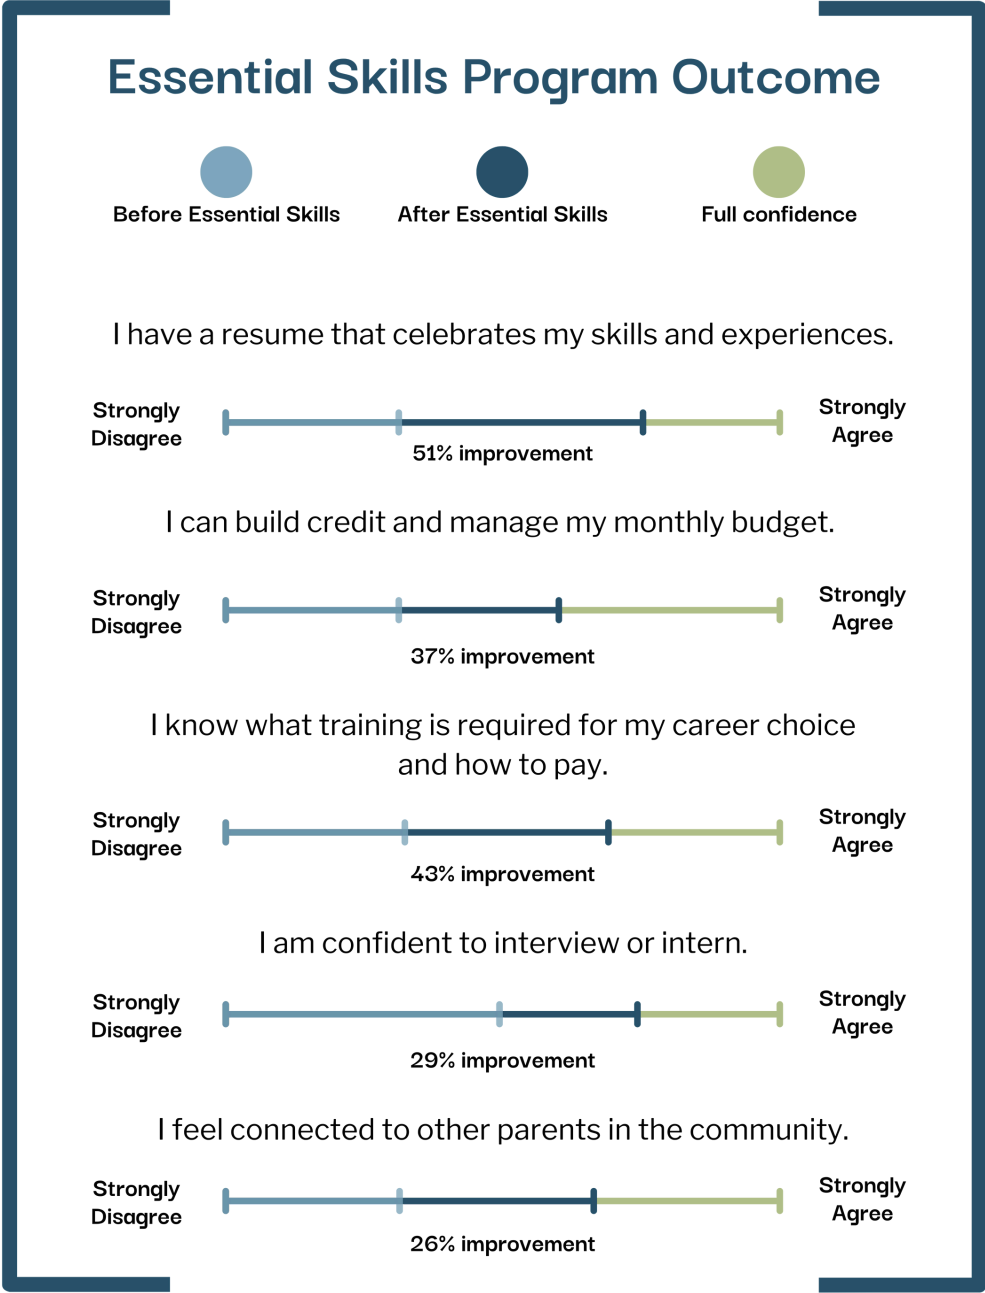 Essential Skills Program Outcome
Before Essential Skills
After Essential Skills
Full confidence
I have a resume that celebrates my skills and experiences.
Strongly
Disagree
Strongly
Agree
51% improvement
I can build credit and manage my monthly budget.
Strongly
Disagree
Strongly
Agree
37% improvement
I know what training is required for my career choice
and how to pay.
Strongly
Disagree
Strongly
Agree
43% improvement
I am confident to interview or intern.
Strongly
Disagree
Strongly
Agree
29% improvement
I feel connected to other parents in the community.
Strongly
Disagree
Strongly
Agree
26% improvement